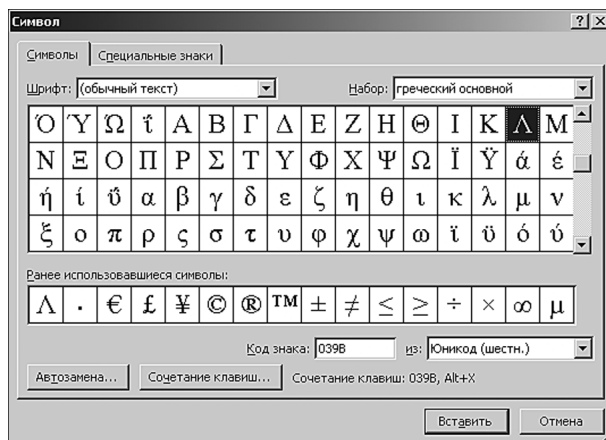 Символ
Символы Специальные знаки
Шрифт: (обычный текст) Набор: греческий основной
Ό Ύ Ώ ΐ Α Β Γ Δ Ε Ζ Η Θ Ι Κ Λ Μ
Ν Ξ Ο Π Ρ Σ Τ Υ Φ Χ Ψ Ω Ϊ Ϋ ά έ
ή ί ΰ α β γ δ ε ζ η θ ι κ λ μ ν
ξ ο π ρ ς σ τ υ φ χ ψ ω ϊ ϋ ό ύ
Ранее использовавшиеся символы:
Λ · € £ ¥ © ® ™ ± ≠ ≤ ≥ ÷ × ∞ μ
Код знака: 039B из: Юникод (шестн.)
Автозамена... Сочетание клавиш... Сочетание клавиш: 039B, Alt+X
Вставить Отмена